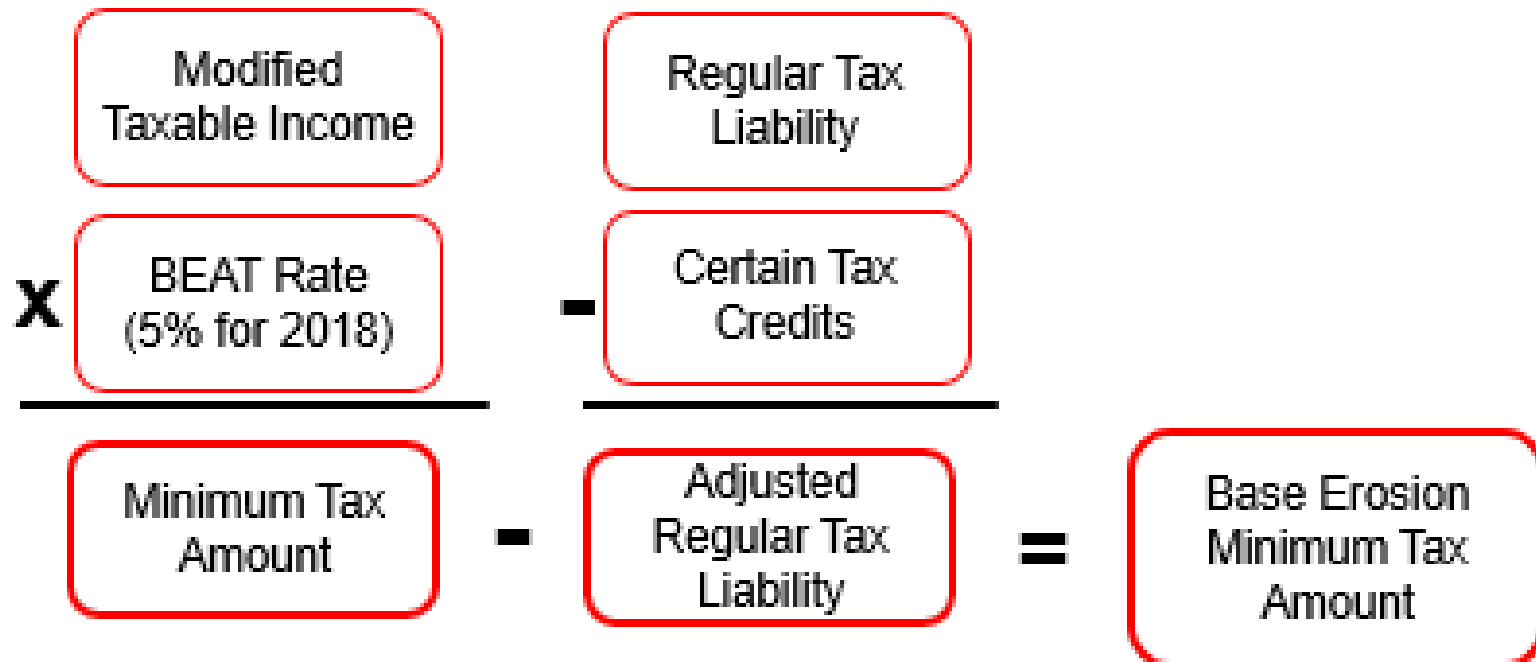 Modified
Taxable Income
Regular Tax
Liability
x
BEAT Rate
(5% for 2018)
-
Certain Tax
Credits
Minimum Tax
Amount
-
Adjusted
Regular Tax
Liability
=
Base Erosion
Minimum Tax
Amount